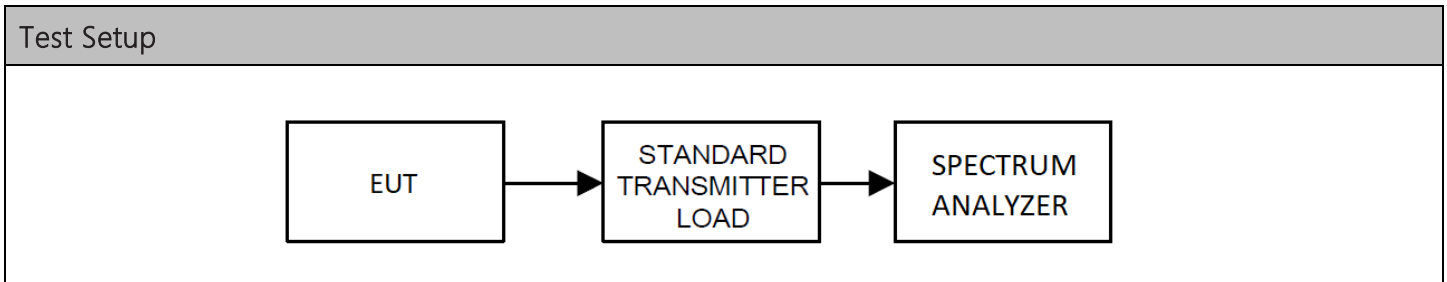 Test Setup
EUT
STANDARD
TRANSMITTER
LOAD
SPECTRUM
ANALYZER